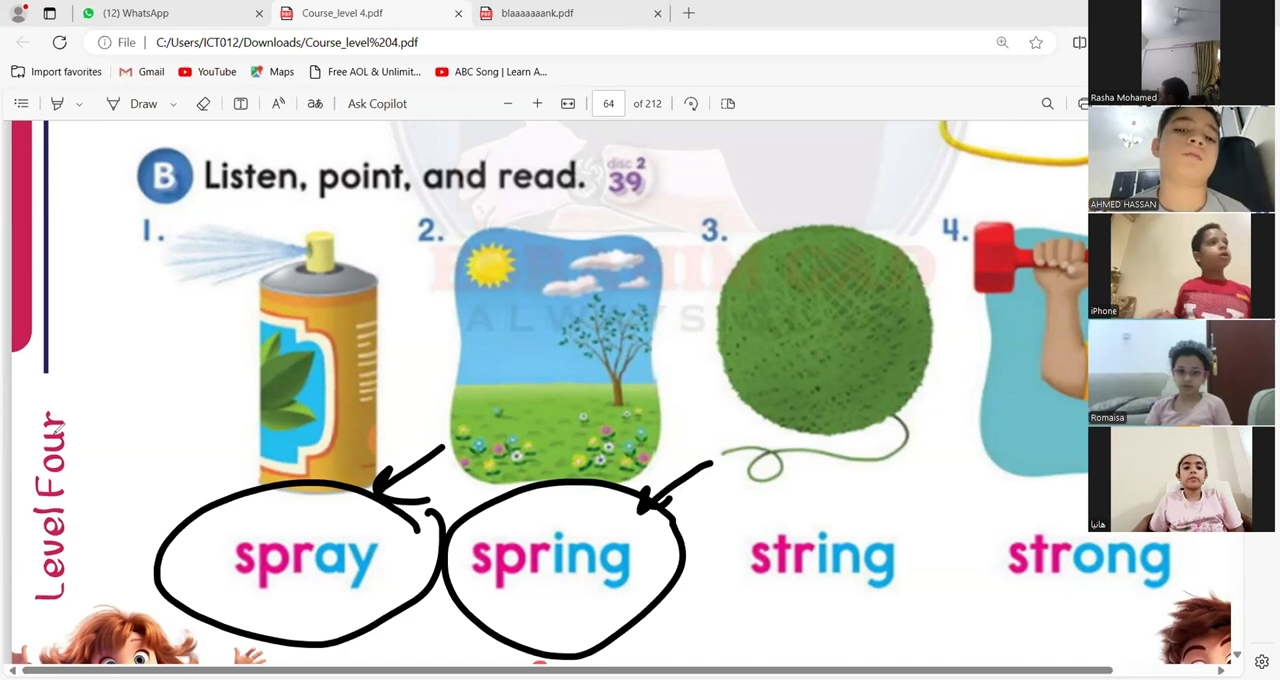 (12) WhatsApp
Course_level 4.pdf
blaaaaaaank.pdf
File
C:/Users/ICT012/Downloads/Course_level%204.pdf
Import favorites
Gmail
YouTube
Maps
Free AOL & Unlimit...
ABC Song | Learn A...
Draw
Ask Copilot
64
of 212
B Listen, point, and read. disc 2 39
1.
2.
3.
4.
ALWAYS
spray
spring
string
strong
Level Four
Rasha Mohamed
AHMED HASSAN
iPhone
Romaisa
هانيا